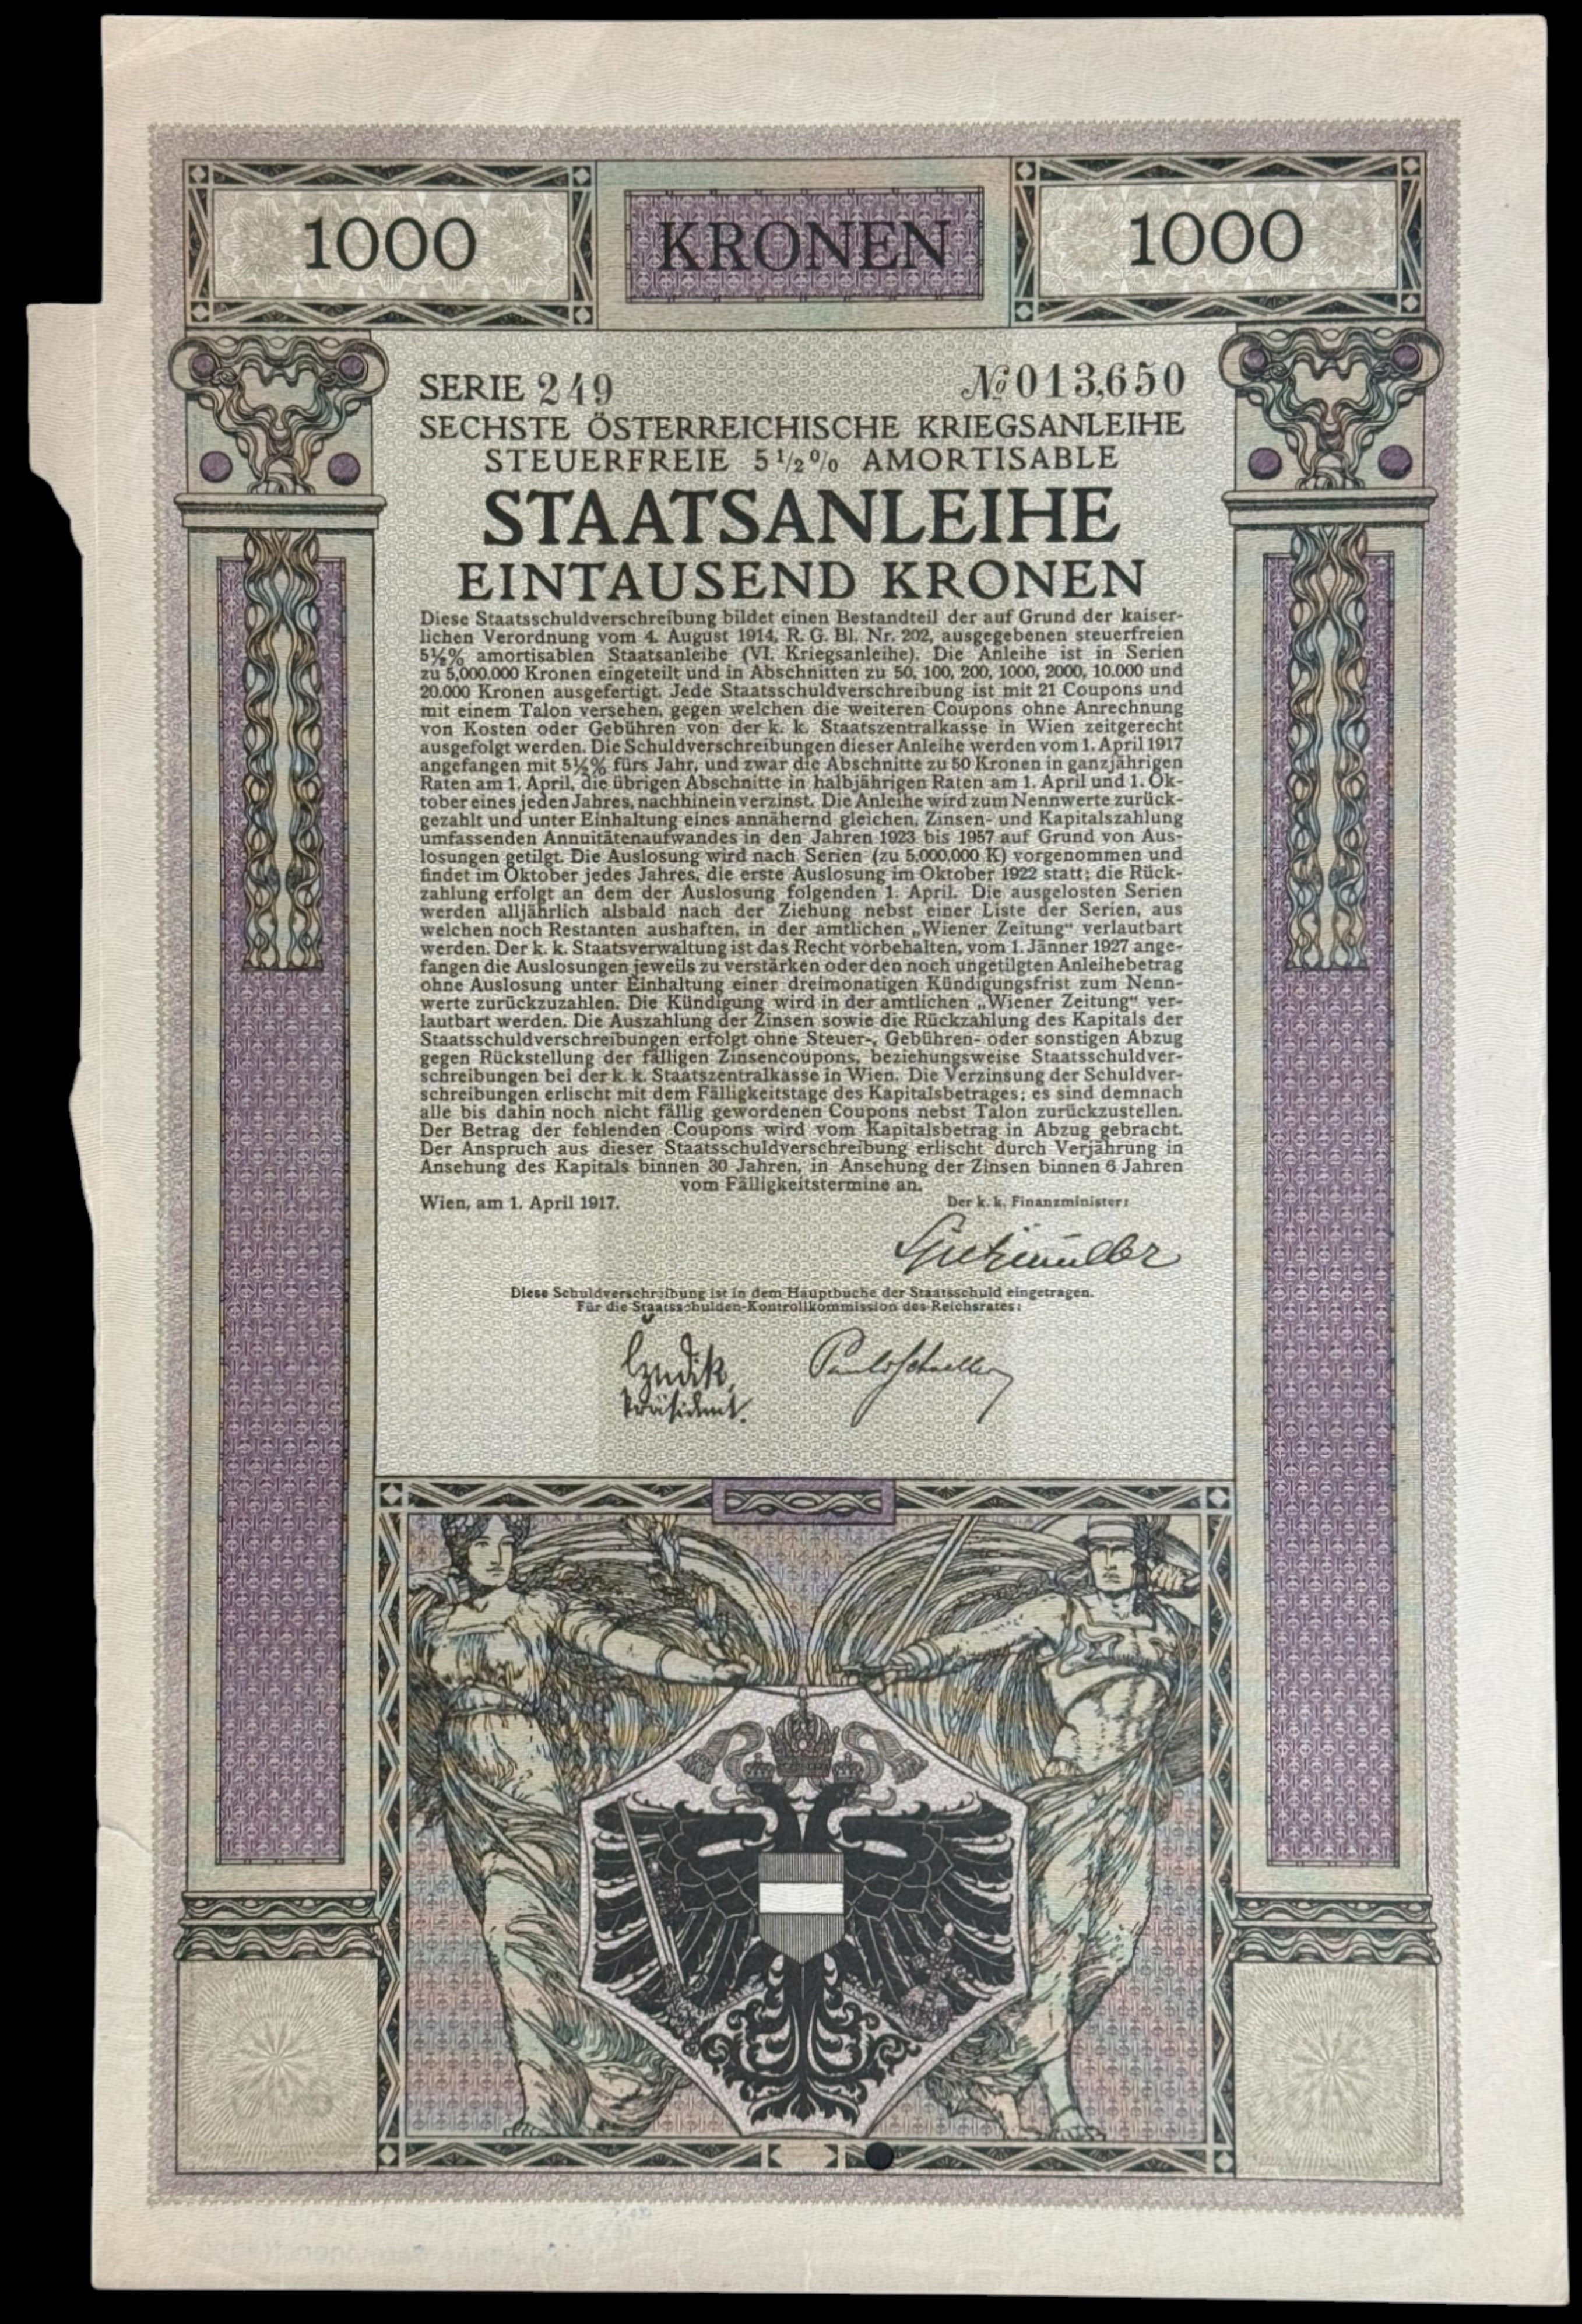 1000 KRONEN 1000
SERIE 249 № 013,650
SECHSTE ÖSTERREICHISCHE KRIEGSANLEIHE
STEUERFREIE 5½% AMORTISABLE
STAATSANLEIHE
EINTAUSEND KRONEN
Diese Staatsschuldverschreibung bildet einen Bestandteil der auf Grund der kaiser-
lichen Verordnung vom 4. August 1914, R. G. Bl. Nr. 202, ausgegebenen steuerfreien
5½% amortisablen Staatsanleihe (VI. Kriegsanleihe). Die Anleihe ist in Serien
zu 5,000.000 Kronen eingeteilt und in Abschnitten zu 50, 100, 200, 1000, 2000, 10.000 und
20.000 Kronen ausgefertigt. Jede Staatsschuldverschreibung ist mit 21 Coupons und
mit einem Talon versehen, gegen welchen die weiteren Coupons ohne Anrechnung
von Kosten oder Gebühren von der k. k. Staatszentralkasse in Wien zeitgerecht
ausgefolgt werden. Die Schuldverschreibungen dieser Anleihe werden vom 1. April 1917
angefangen mit 5½% fürs Jahr, und zwar die Abschnitte zu 50 Kronen in ganzjährigen
Raten am 1. April, die übrigen Abschnitte in halbjährigen Raten am 1. April und 1. Ok-
tober eines jeden Jahres, nachhinein verzinst. Die Anleihe wird zum Nennwerte zurück-
gezahlt und unter Einhaltung eines annähernd gleichen, Zinsen- und Kapitalszahlung
umfassenden Annuitätenaufwandes in den Jahren 1923 bis 1957 auf Grund von Aus-
losungen getilgt. Die Auslosung wird nach Serien (zu 5,000.000 K) vorgenommen und
findet im Oktober jedes Jahres, die erste Auslosung im Oktober 1922 statt; die Rück-
zahlung erfolgt an dem der Auslosung folgenden 1. April. Die ausgelosten Serien
werden alljährlich alsbald nach der Ziehung nebst einer Liste der Serien, aus
welchen noch Restanten aushaften, in der amtlichen „Wiener Zeitung“ verlautbart
werden. Der k. k. Staatsverwaltung ist das Recht vorbehalten, vom 1. Jänner 1927 ange-
fangen die Auslosungen jeweils zu verstärken oder den noch ungetilgten Anleihebetrag
ohne Auslosung unter Einhaltung einer dreimonatigen Kündigungsfrist zum Nenn-
werte zurückzuzahlen. Die Kündigung wird in der amtlichen „Wiener Zeitung“ ver-
lautbart werden. Die Auszahlung der Zinsen sowie die Rückzahlung des Kapitals der
Staatsschuldverschreibungen erfolgt ohne Steuer-, Gebühren- oder sonstigen Abzug
gegen Rückstellung der fälligen Zinsencoupons, beziehungsweise Staatsschuldver-
schreibungen bei der k. k. Staatszentralkasse in Wien. Die Verzinsung der Schuldver-
schreibungen erlischt mit dem Fälligkeitstage des Kapitalsbetrages; es sind demnach
alle bis dahin noch nicht fällig gewordenen Coupons nebst Talon zurückzustellen.
Der Betrag der fehlenden Coupons wird vom Kapitalsbetrag in Abzug gebracht.
Der Anspruch aus dieser Staatsschuldverschreibung erlischt durch Verjährung in
Ansehung des Kapitals binnen 30 Jahren, in Ansehung der Zinsen binnen 6 Jahren
vom Fälligkeitstermine an.
Wien, am 1. April 1917. Der k. k. Finanzminister:
Spitzmüller
Diese Schuldverschreibung ist in dem Hauptbuche der Staatsschuld eingetragen.
Für die Staatsschulden-Kontrollkommission des Reichsrates:
Czedik,
Präsident.